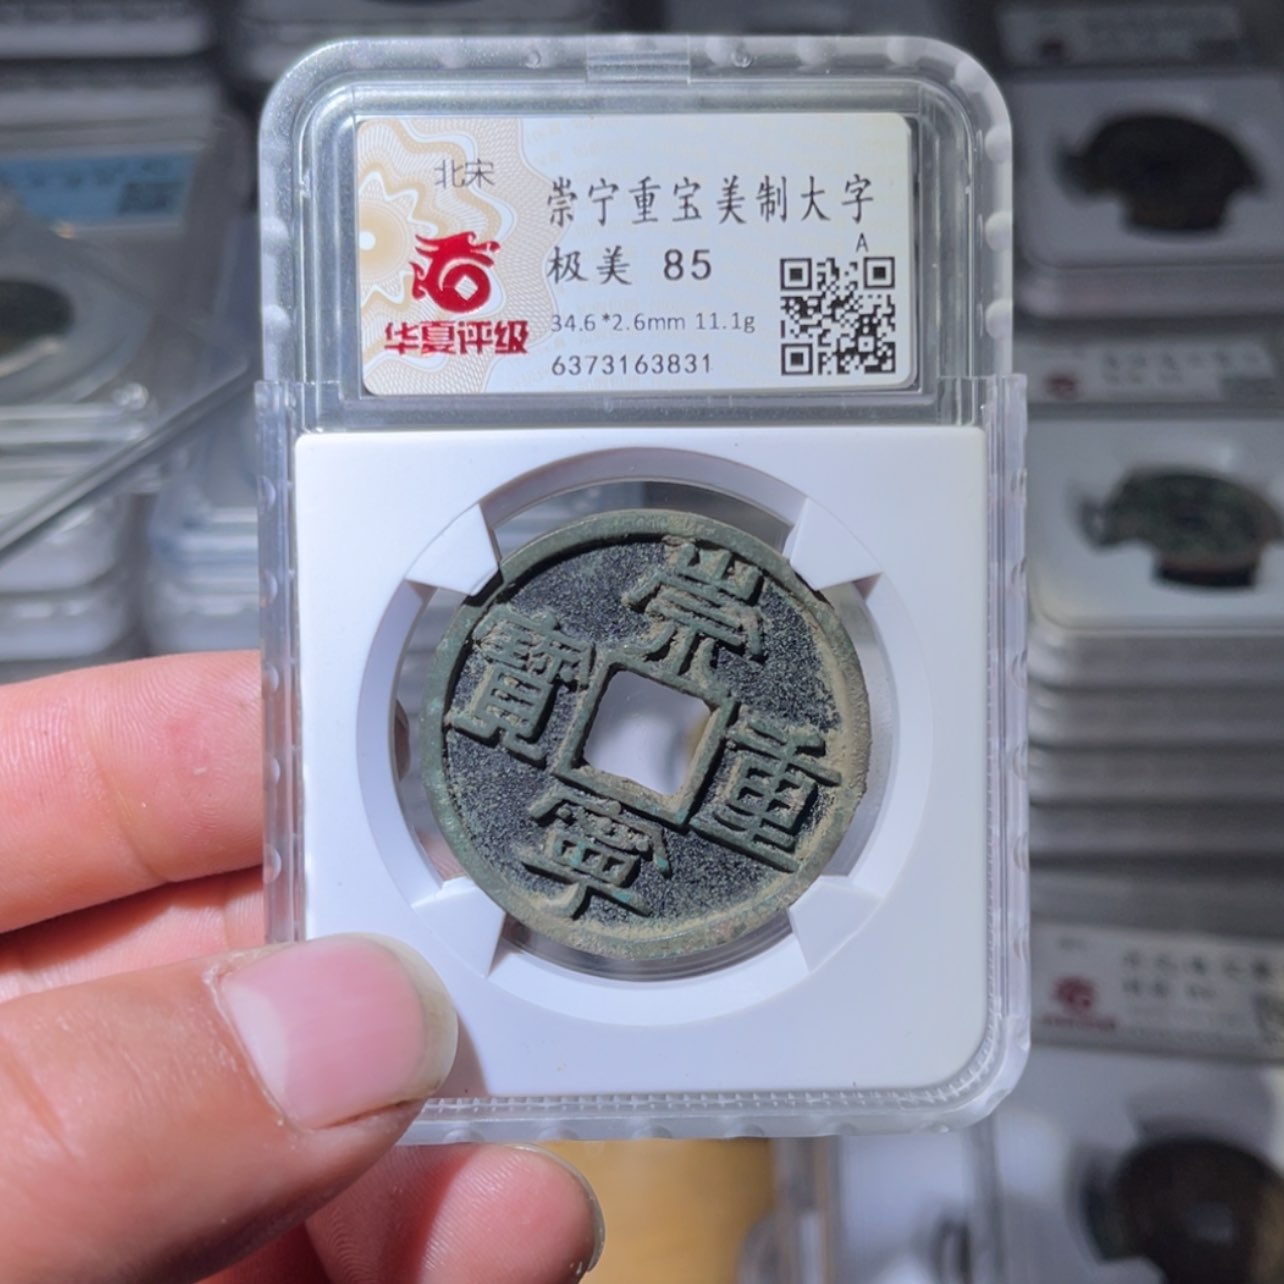 北宋
华夏评级
崇宁重宝美制大字
极美 85
A
34.6*2.6mm 11.1g
6373163831
崇
重
寧
寶